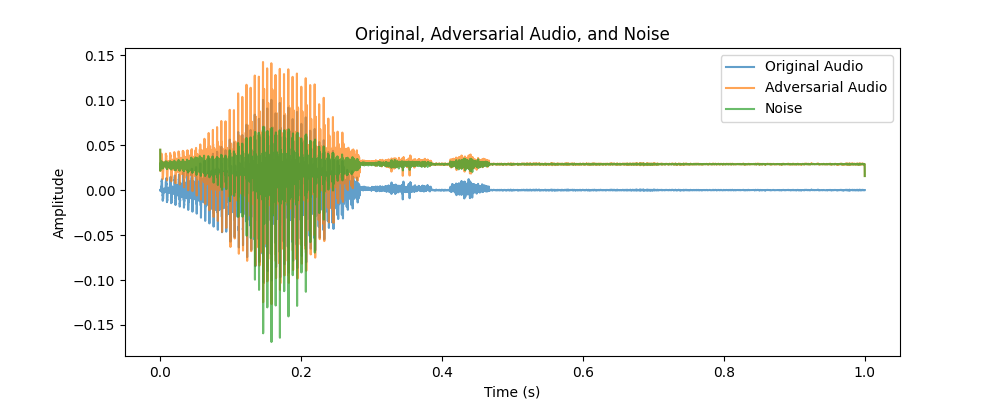 Original, Adversarial Audio, and Noise
Original Audio
Adversarial Audio
Noise
Amplitude
0.15
0.10
0.05
0.00
−0.05
−0.10
−0.15
0.0
0.2
0.4
0.6
0.8
1.0
Time (s)